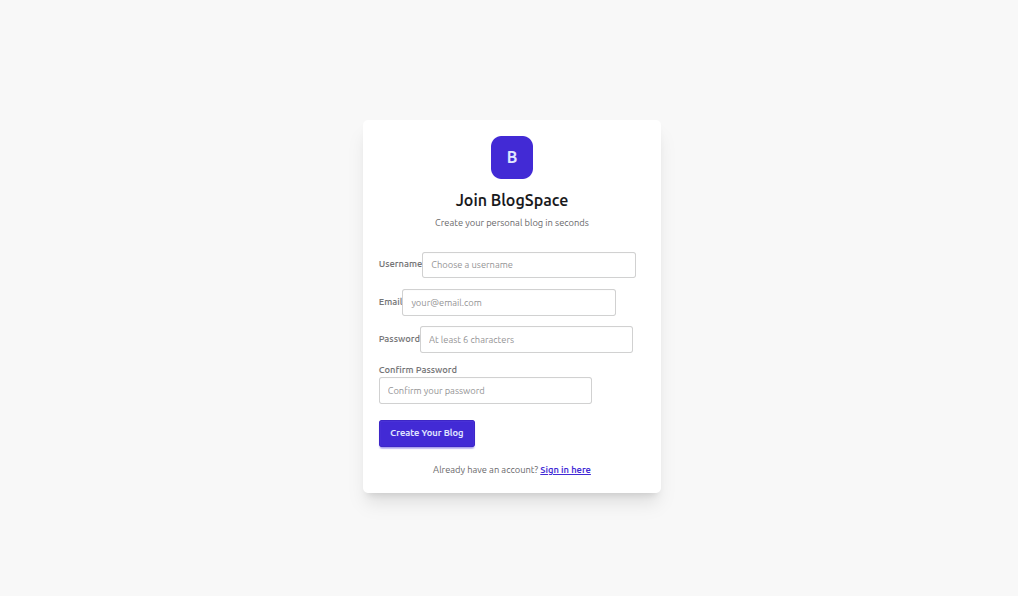 B
Join BlogSpace
Create your personal blog in seconds
Username Choose a username
Email your@email.com
Password At least 6 characters
Confirm Password
Confirm your password
Create Your Blog
Already have an account? Sign in here